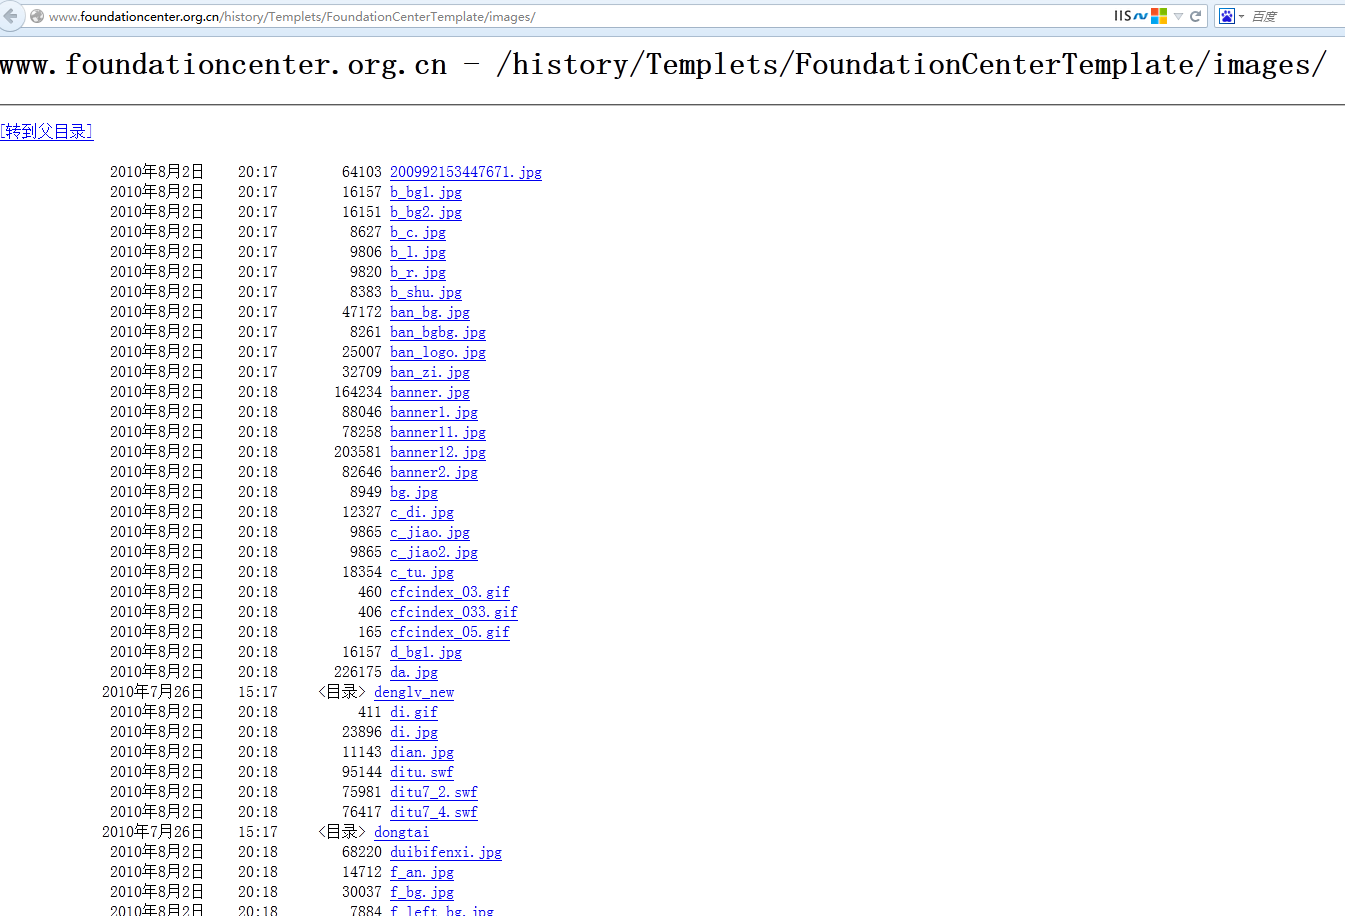 www.foundationcenter.org.cn/history/Templets/FoundationCenterTemplate/images/ IIS 百度
www.foundationcenter.org.cn - /history/Templets/FoundationCenterTemplate/images/
[转到父目录]
2010年8月2日 20:17 64103 200992153447671.jpg
2010年8月2日 20:17 16157 b_bg1.jpg
2010年8月2日 20:17 16151 b_bg2.jpg
2010年8月2日 20:17 8627 b_c.jpg
2010年8月2日 20:17 9806 b_l.jpg
2010年8月2日 20:17 9820 b_r.jpg
2010年8月2日 20:17 8383 b_shu.jpg
2010年8月2日 20:17 47172 ban_bg.jpg
2010年8月2日 20:17 8261 ban_bgbg.jpg
2010年8月2日 20:17 25007 ban_logo.jpg
2010年8月2日 20:17 32709 ban_zi.jpg
2010年8月2日 20:18 164234 banner.jpg
2010年8月2日 20:18 88046 banner1.jpg
2010年8月2日 20:18 78258 banner11.jpg
2010年8月2日 20:18 203581 banner12.jpg
2010年8月2日 20:18 82646 banner2.jpg
2010年8月2日 20:18 8949 bg.jpg
2010年8月2日 20:18 12327 c_di.jpg
2010年8月2日 20:18 9865 c_jiao.jpg
2010年8月2日 20:18 9865 c_jiao2.jpg
2010年8月2日 20:18 18354 c_tu.jpg
2010年8月2日 20:18 460 cfcindex_03.gif
2010年8月2日 20:18 406 cfcindex_033.gif
2010年8月2日 20:18 165 cfcindex_05.gif
2010年8月2日 20:18 16157 d_bg1.jpg
2010年8月2日 20:18 226175 da.jpg
2010年7月26日 15:17 <目录> denglv_new
2010年8月2日 20:18 411 di.gif
2010年8月2日 20:18 23896 di.jpg
2010年8月2日 20:18 11143 dian.jpg
2010年8月2日 20:18 95144 ditu.swf
2010年8月2日 20:18 75981 ditu7_2.swf
2010年8月2日 20:18 76417 ditu7_4.swf
2010年7月26日 15:17 <目录> dongtai
2010年8月2日 20:18 68220 duibifenxi.jpg
2010年8月2日 20:18 14712 f_an.jpg
2010年8月2日 20:18 30037 f_bg.jpg
2010年8月2日 20:18 7884 f_left_bg.jpg